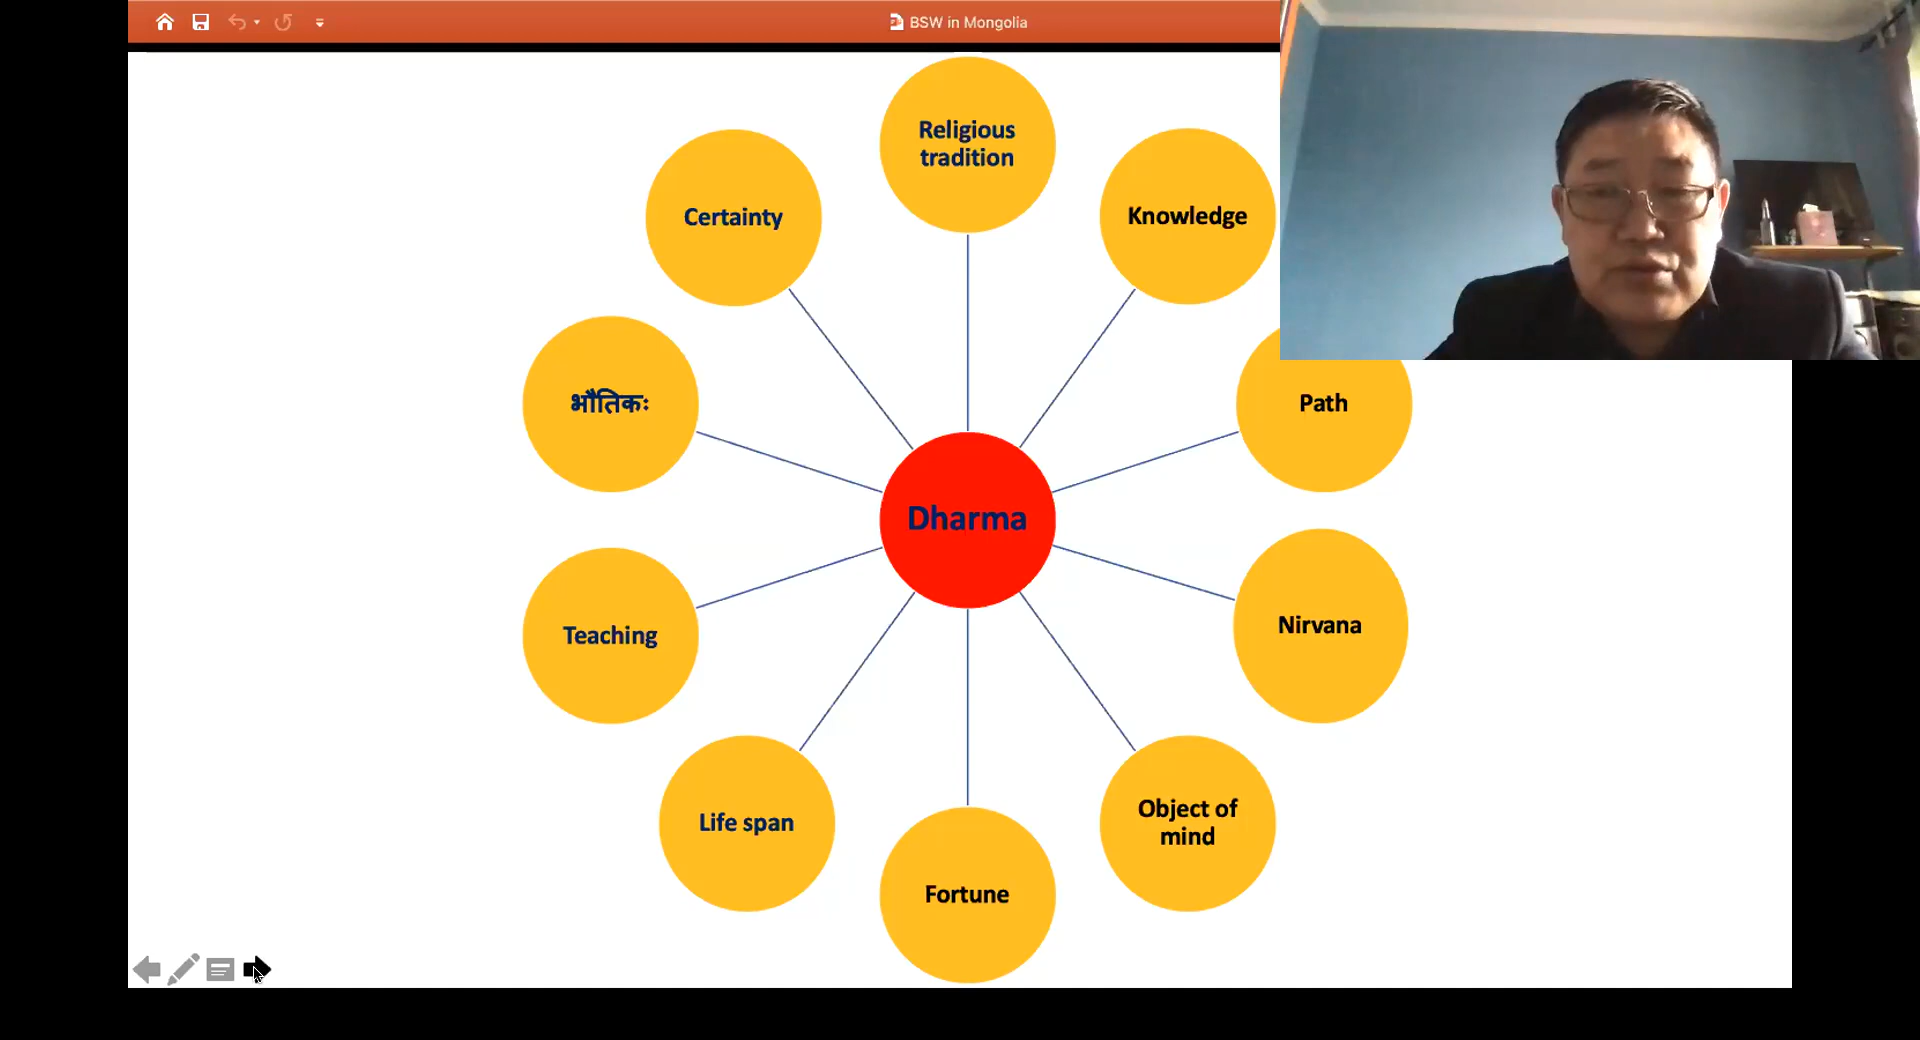 BSW in Mongolia
Religious
tradition
Certainty
Knowledge
भौतिकः
Path
Dharma
Teaching
Nirvana
Life span
Object of
mind
Fortune